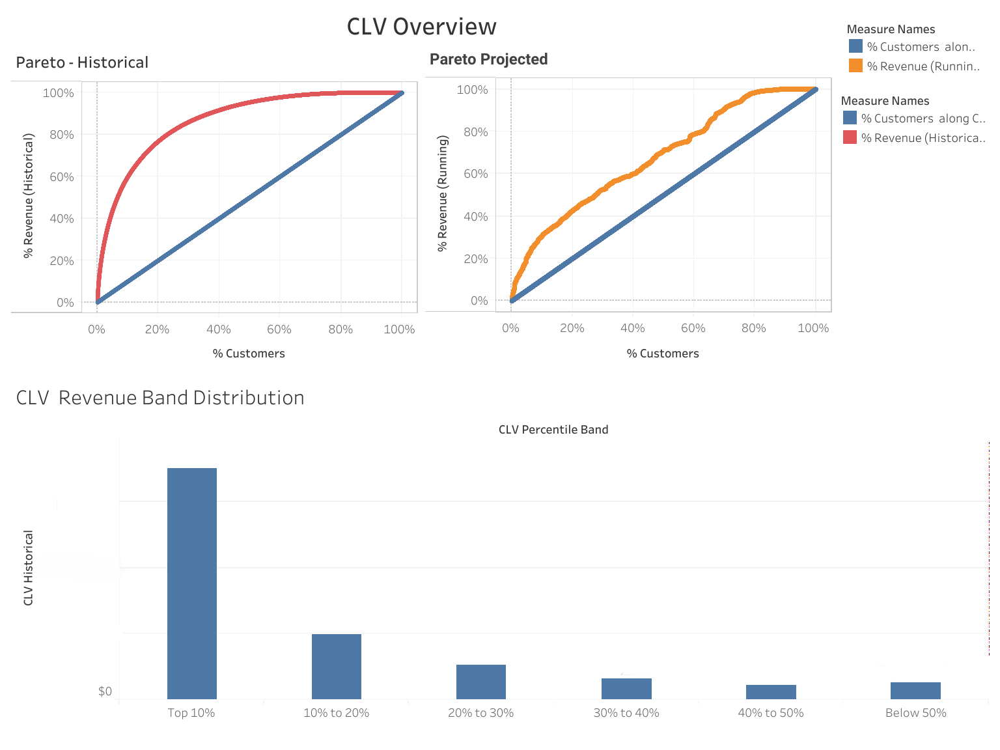 CLV Overview
Measure Names
% Customers alon..
% Revenue (Runnin..
Measure Names
% Customers along C..
% Revenue (Historica..
Pareto - Historical
% Revenue (Historical)
100%
80%
60%
40%
20%
0%
0% 20% 40% 60% 80% 100%
% Customers
Pareto Projected
% Revenue (Running)
100%
80%
60%
40%
20%
0%
0% 20% 40% 60% 80% 100%
% Customers
CLV Revenue Band Distribution
CLV Percentile Band
CLV Historical
$0
Top 10% 10% to 20% 20% to 30% 30% to 40% 40% to 50% Below 50%